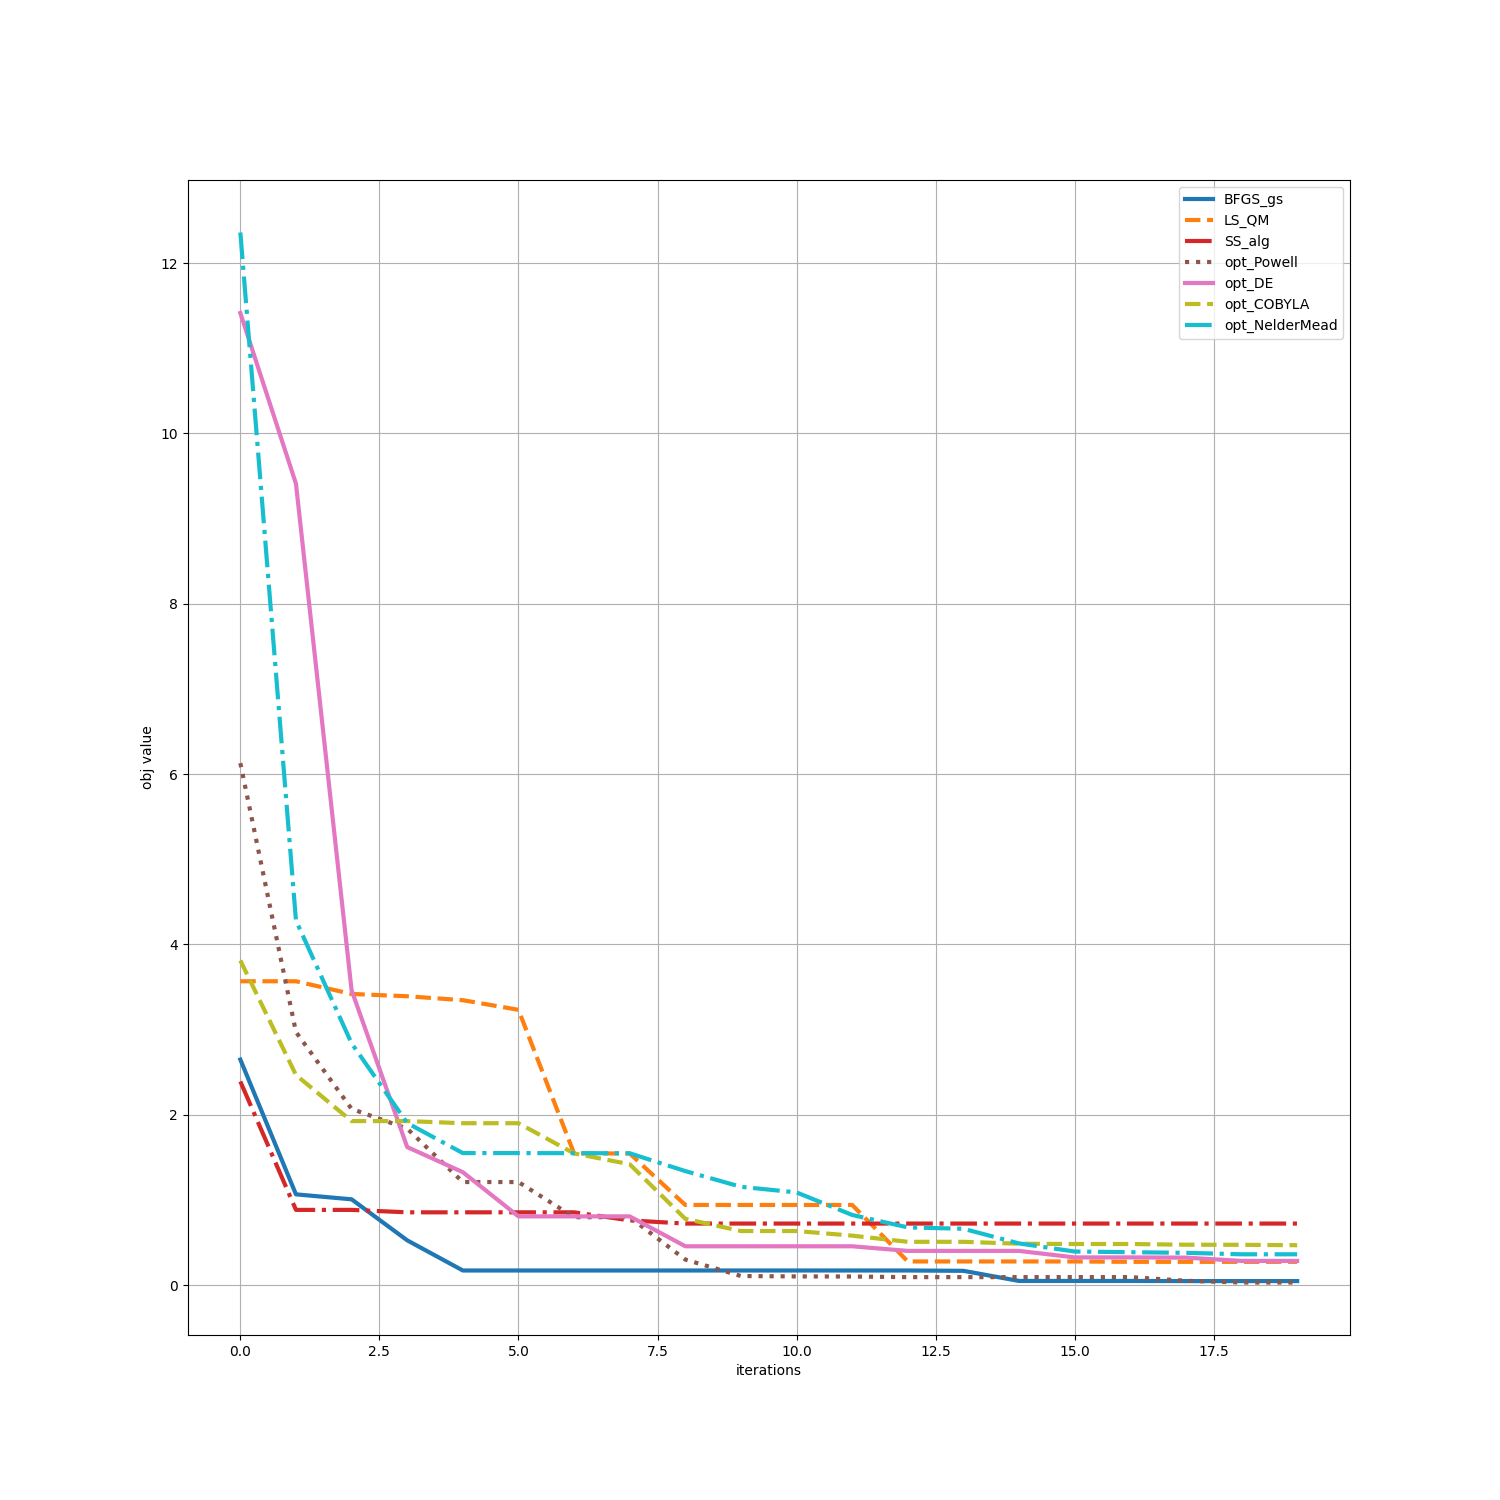 BFGS_gs
LS_QM
SS_alg
opt_Powell
opt_DE
opt_COBYLA
opt_NelderMead
12
10
8
6
4
2
0
obj value
0.0 2.5 5.0 7.5 10.0 12.5 15.0 17.5
iterations